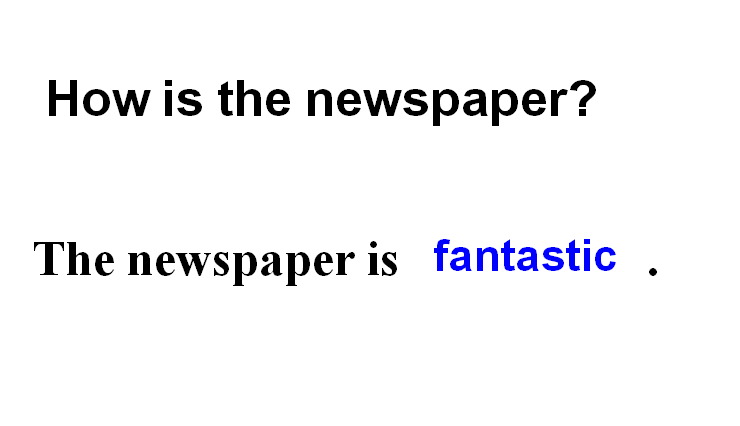 How is the newspaper?
The newspaper is fantastic .